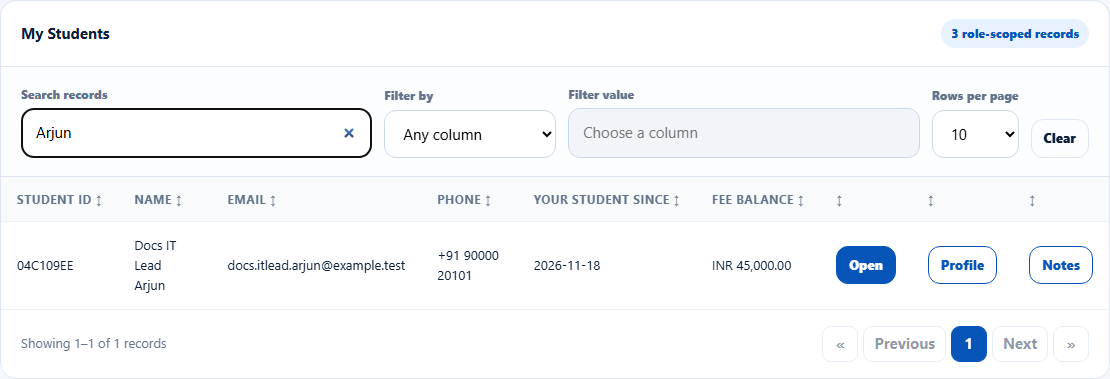 My Students
3 role-scoped records
Search records
Filter by
Filter value
Rows per page
Arjun ×
Any column
Choose a column
10
Clear
STUDENT ID ↕ NAME ↕ EMAIL ↕ PHONE ↕ YOUR STUDENT SINCE ↕ FEE BALANCE ↕ ↕ ↕ ↕
04C109EE
Docs IT
Lead
Arjun
docs.itlead.arjun@example.test
+91 90000
20101
2026-11-18
INR 45,000.00
Open
Profile
Notes
Showing 1–1 of 1 records
« Previous 1 Next »